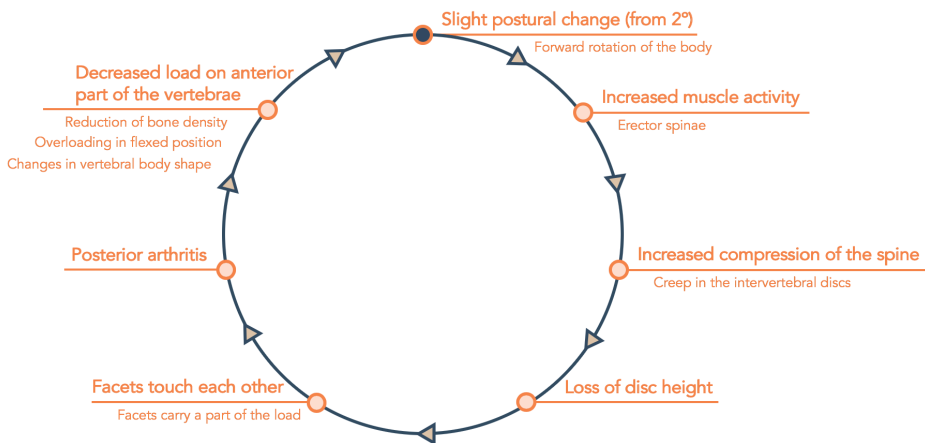 Slight postural change (from 2º)
Forward rotation of the body
Increased muscle activity
Erector spinae
Increased compression of the spine
Creep in the intervertebral discs
Loss of disc height
Facets touch each other
Facets carry a part of the load
Posterior arthritis
Decreased load on anterior
part of the vertebrae
Reduction of bone density
Overloading in flexed position
Changes in vertebral body shape